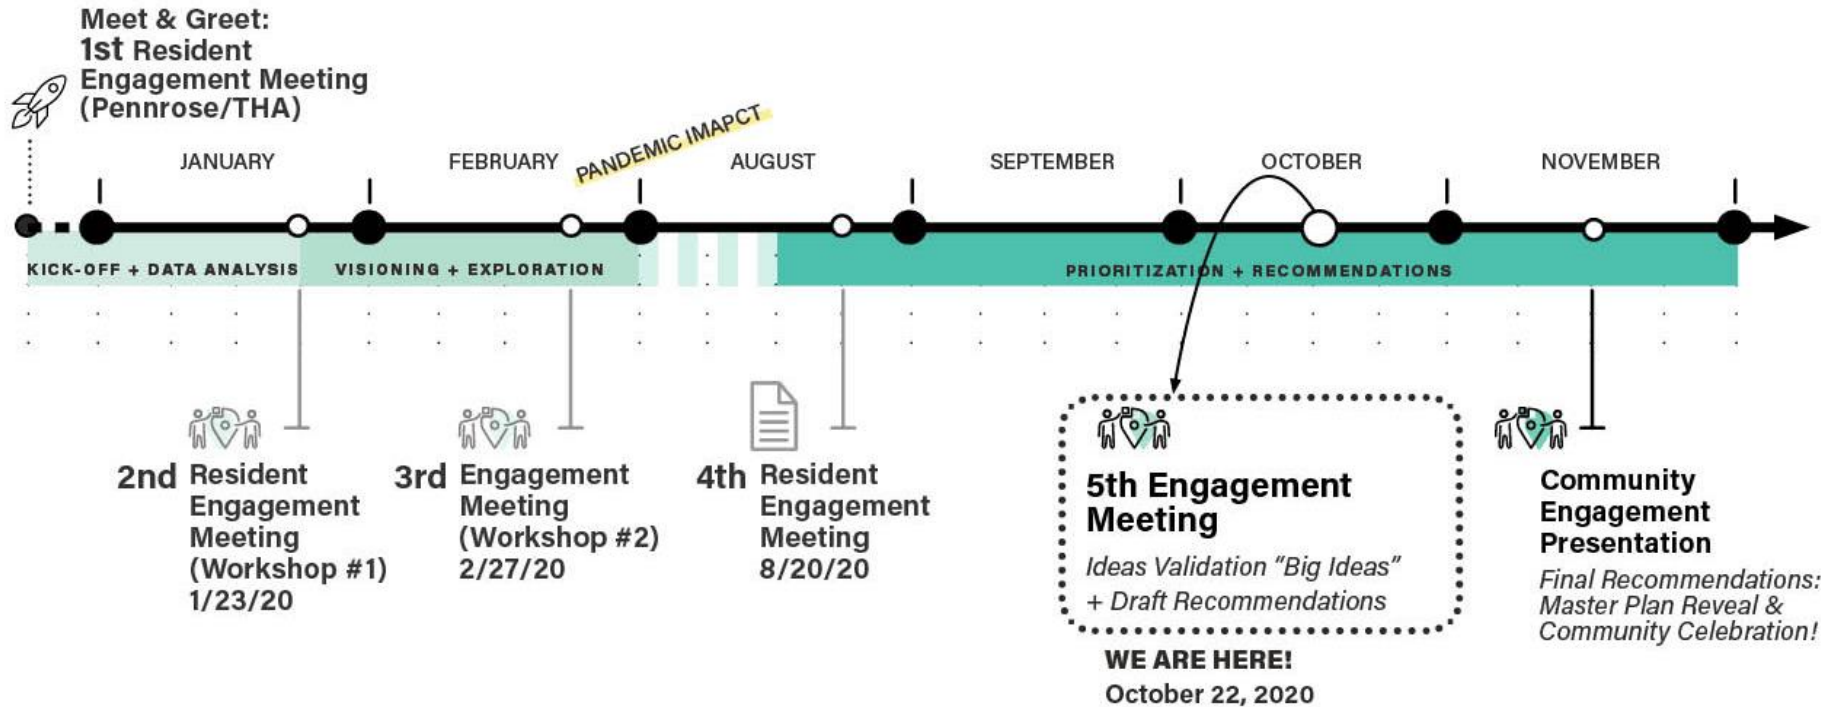 Meet & Greet:
1st Resident
Engagement Meeting
(Pennrose/THA)
PANDEMIC IMAPCT
JANUARY
FEBRUARY
AUGUST
SEPTEMBER
OCTOBER
NOVEMBER
KICK-OFF + DATA ANALYSIS
VISIONING + EXPLORATION
PRIORITIZATION + RECOMMENDATIONS
2nd Resident
Engagement
Meeting
(Workshop #1)
1/23/20
3rd Engagement
Meeting
(Workshop #2)
2/27/20
4th Resident
Engagement
Meeting
8/20/20
5th Engagement
Meeting
Ideas Validation “Big Ideas”
+ Draft Recommendations
WE ARE HERE!
October 22, 2020
Community
Engagement
Presentation
Final Recommendations:
Master Plan Reveal &
Community Celebration!